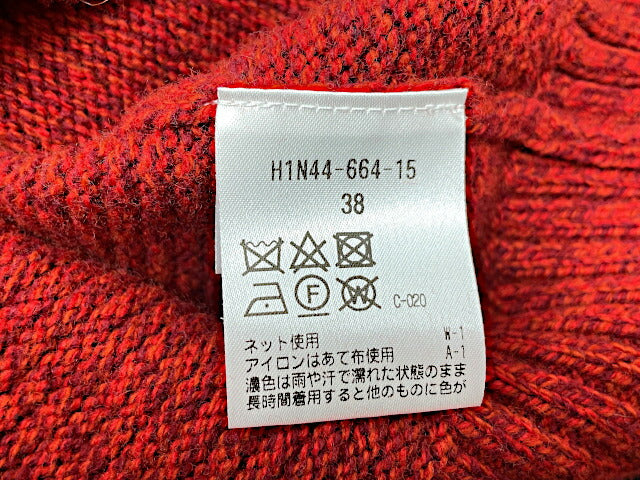 H1N44-664-15
38
F W C-020
ネット使用 W-1
アイロンはあて布使用 A-1
濃色は雨や汗で濡れた状態のまま
長時間着用すると他のものに色が